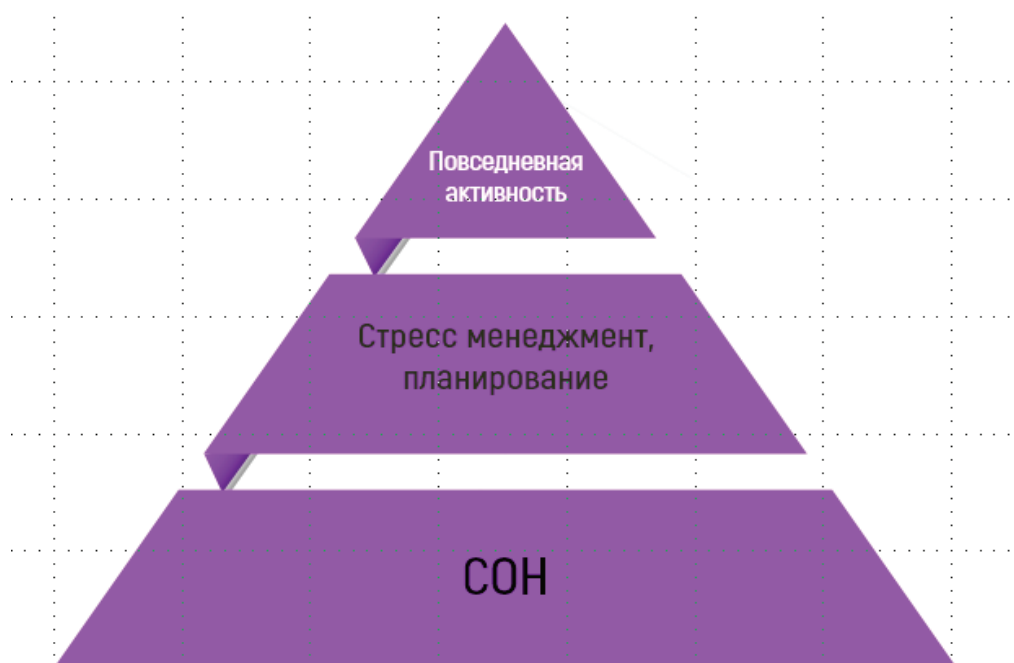 Повседневная
активность
Стресс менеджмент,
планирование
СОН